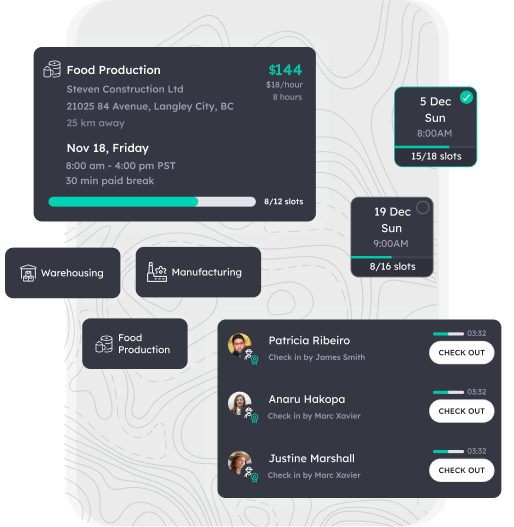 Food Production
$144
Steven Construction Ltd
$18/hour
21025 84 Avenue, Langley City, BC
8 hours
25 km away
Nov 18, Friday
8:00 am - 4:00 pm PST
30 min paid break
8/12 slots
5 Dec
Sun
8:00AM
15/18 slots
19 Dec
Sun
9:00AM
8/16 slots
Warehousing
Manufacturing
Food
Production
Patricia Ribeiro
Check in by James Smith
03:32
CHECK OUT
Anaru Hakopa
Check in by Marc Xavier
03:32
CHECK OUT
Justine Marshall
Check in by Marc Xavier
03:32
CHECK OUT